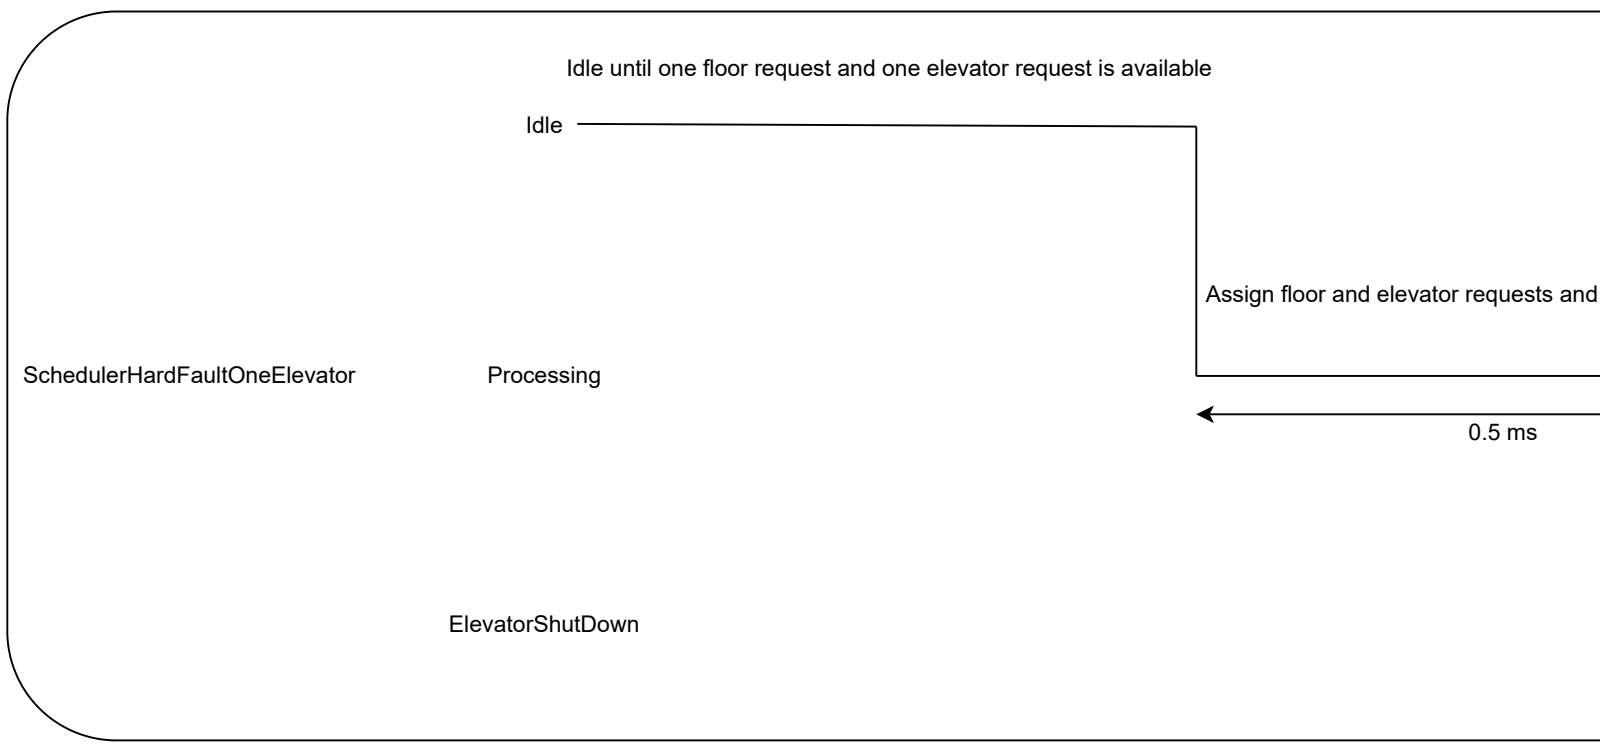 Idle until one floor request and one elevator request is available
Idle
Assign floor and elevator requests and
SchedulerHardFaultOneElevator
Processing
0.5 ms
ElevatorShutDown